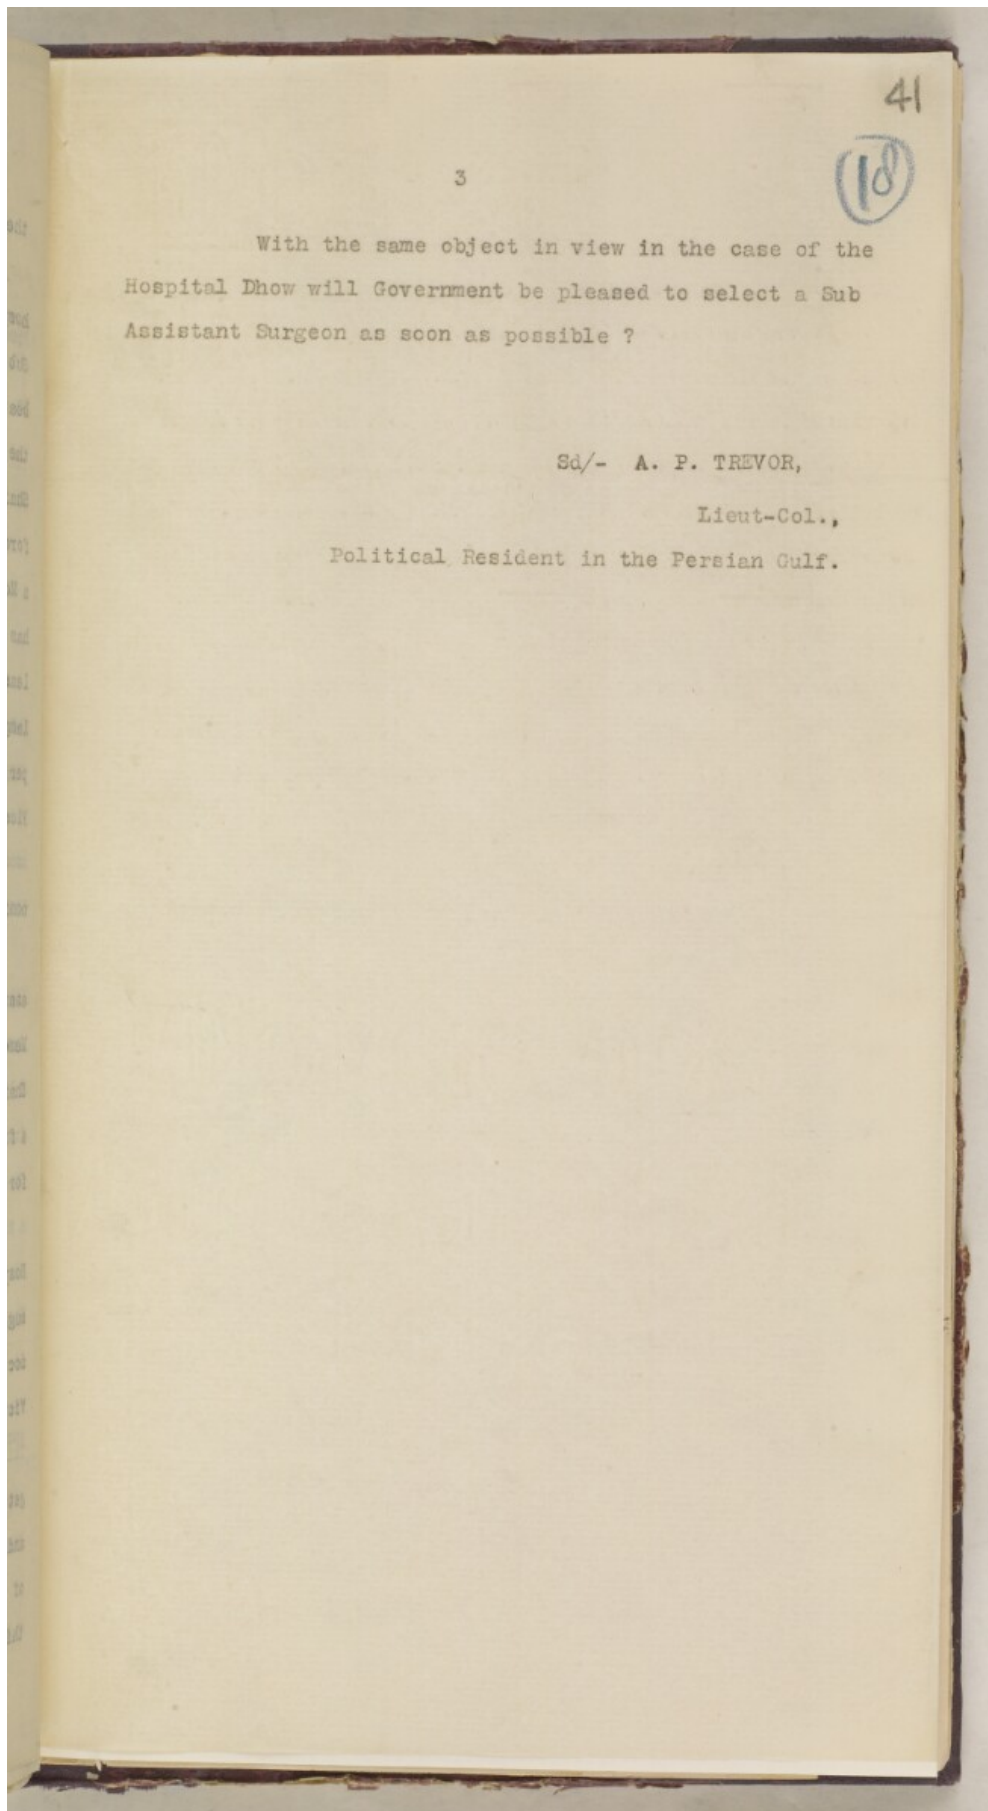 41
18
3
With the same object in view in the case of the
Hospital Dhow will Government be pleased to select a Sub
Assistant Surgeon as soon as possible ?
Sd/- A. P. TREVOR,
Lieut-Col.,
Political Resident in the Persian Gulf.